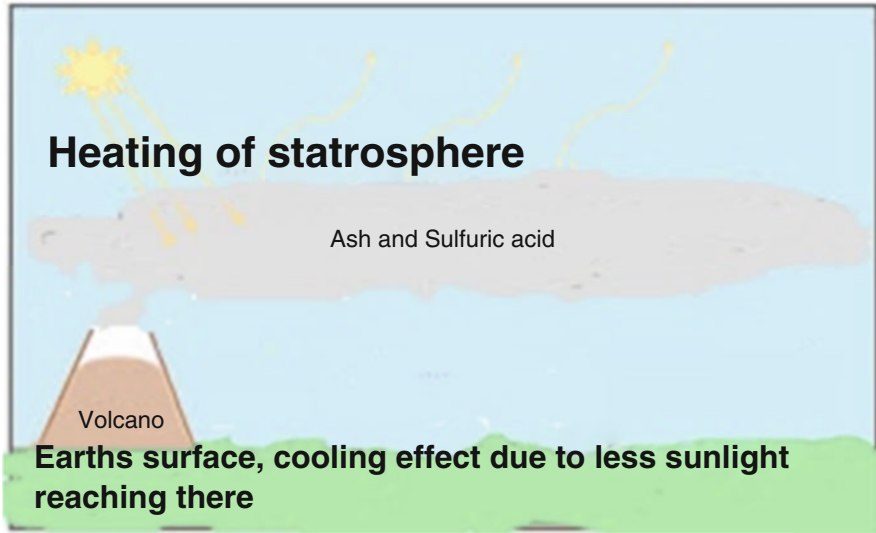 Heating of statrosphere
Ash and Sulfuric acid
Volcano
Earths surface, cooling effect due to less sunlight
reaching there